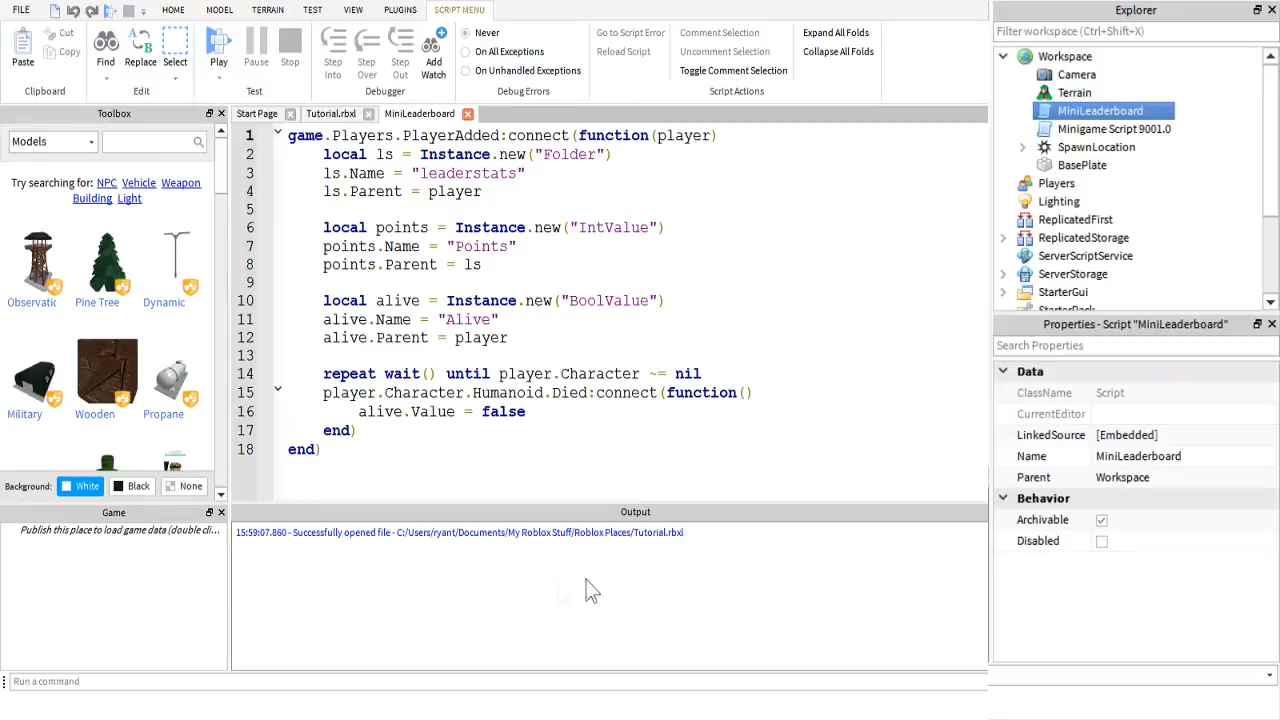 FILE HOME MODEL TERRAIN TEST VIEW PLUGINS SCRIPT MENU
Paste
Cut
Copy
Clipboard
Find
Replace
Select
Edit
Play
Pause
Stop
Test
Step Into
Step Over
Step Out
Add Watch
Debugger
Never
On All Exceptions
On Unhandled Exceptions
Debug Errors
Go to Script Error
Reload Script
Comment Selection
Uncomment Selection
Toggle Comment Selection
Script Actions
Expand All Folds
Collapse All Folds
Toolbox
Models
Try searching for: NPC Vehicle Weapon
Building Light
Observatic Pine Tree Dynamic
Military Wooden Propane
Background: White Black None
Game
Publish this place to load game data (double cli...
Start Page Tutorial.rbxl MiniLeaderboard
1 game.Players.PlayerAdded:connect(function(player)
2 local ls = Instance.new("Folder")
3 ls.Name = "leaderstats"
4 ls.Parent = player
5
6 local points = Instance.new("IntValue")
7 points.Name = "Points"
8 points.Parent = ls
9
10 local alive = Instance.new("BoolValue")
11 alive.Name = "Alive"
12 alive.Parent = player
13
14 repeat wait() until player.Character ~= nil
15 player.Character.Humanoid.Died:connect(function()
16 alive.Value = false
17 end)
18 end)
Output
15:59:07.860 - Successfully opened file - C:/Users/ryant/Documents/My Roblox Stuff/Roblox Places/Tutorial.rbxl
Run a command
Explorer
Filter workspace (Ctrl+Shift+X)
Workspace
Camera
Terrain
MiniLeaderboard
Minigame Script 9001.0
SpawnLocation
BasePlate
Players
Lighting
ReplicatedFirst
ReplicatedStorage
ServerScriptService
ServerStorage
StarterGui
StarterPack
Properties - Script "MiniLeaderboard"
Search Properties
Data
ClassName Script
CurrentEditor
LinkedSource [Embedded]
Name MiniLeaderboard
Parent Workspace
Behavior
Archivable
Disabled